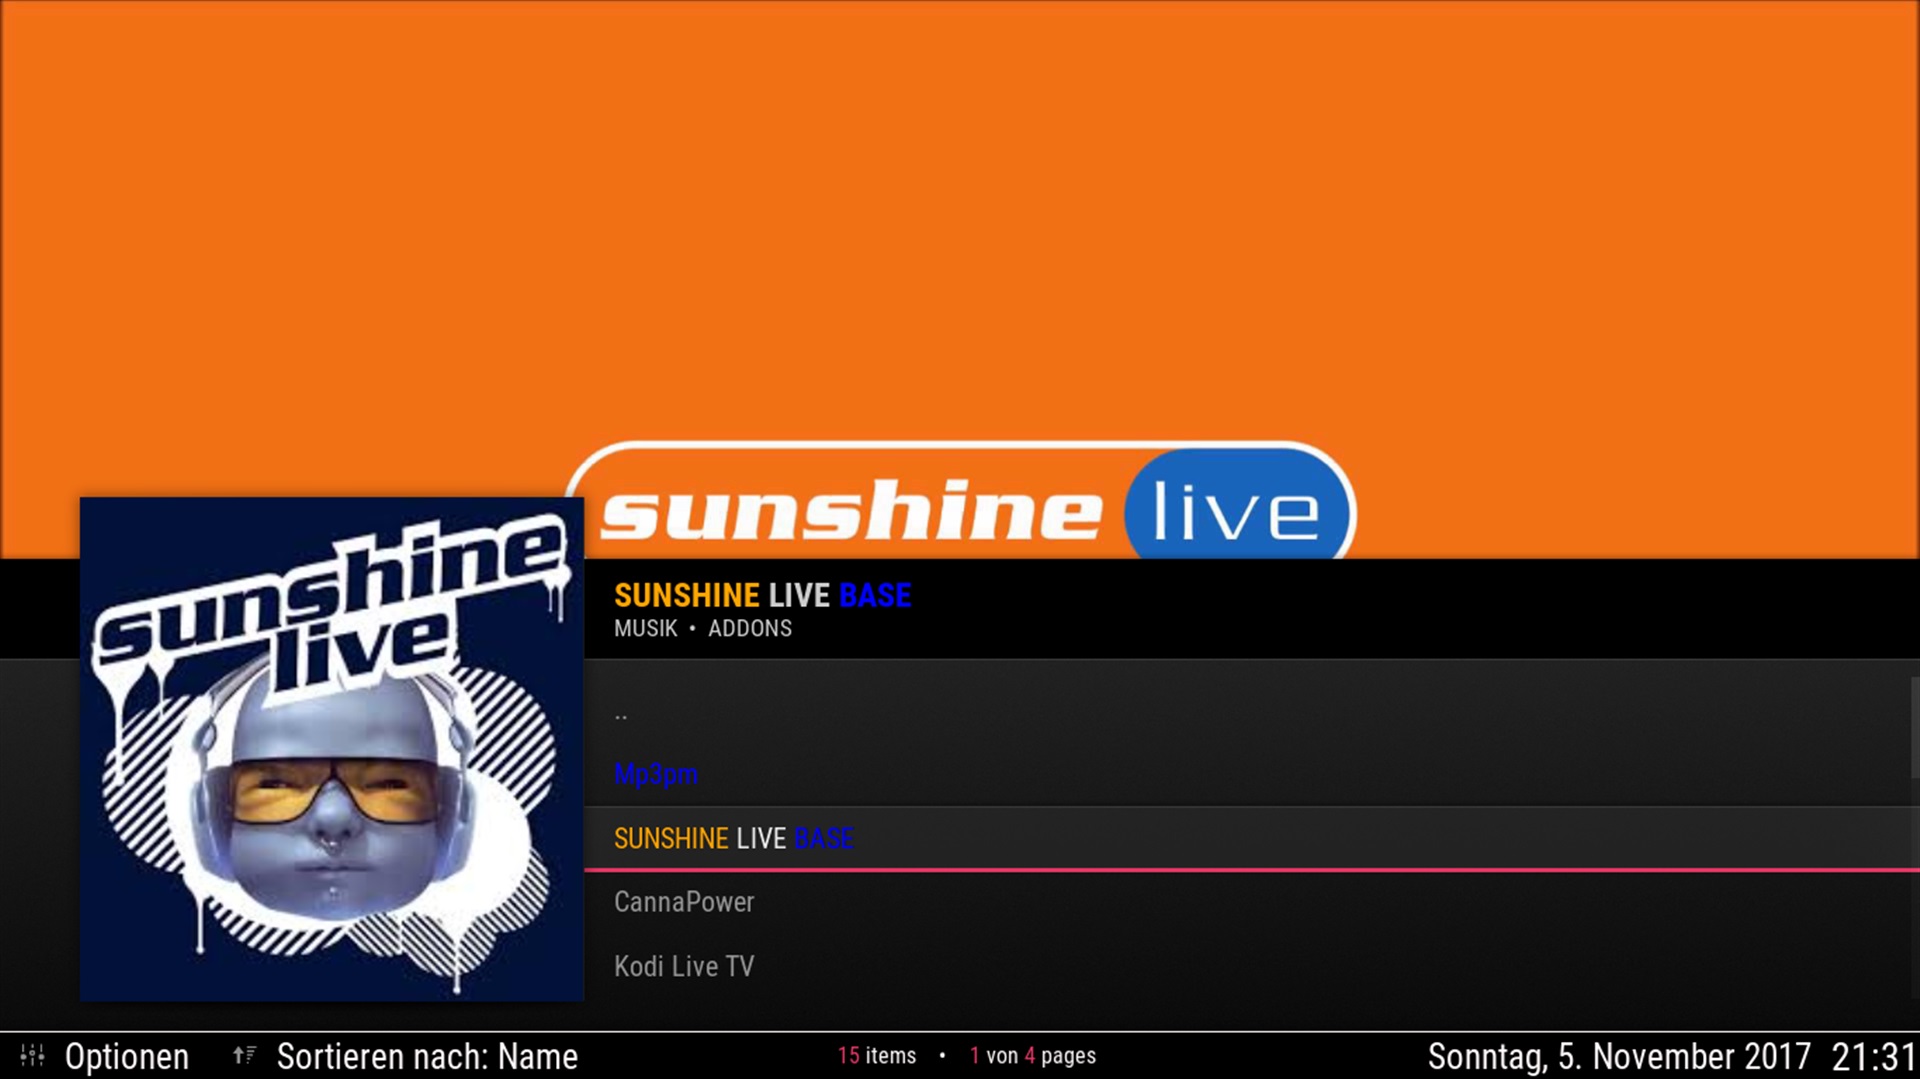 sunshine live
sunshine
live
SUNSHINE LIVE BASE
MUSIK • ADDONS
..
Mp3pm
SUNSHINE LIVE BASE
CannaPower
Kodi Live TV
Optionen Sortieren nach: Name 15 items • 1 von 4 pages Sonntag, 5. November 2017 21:31